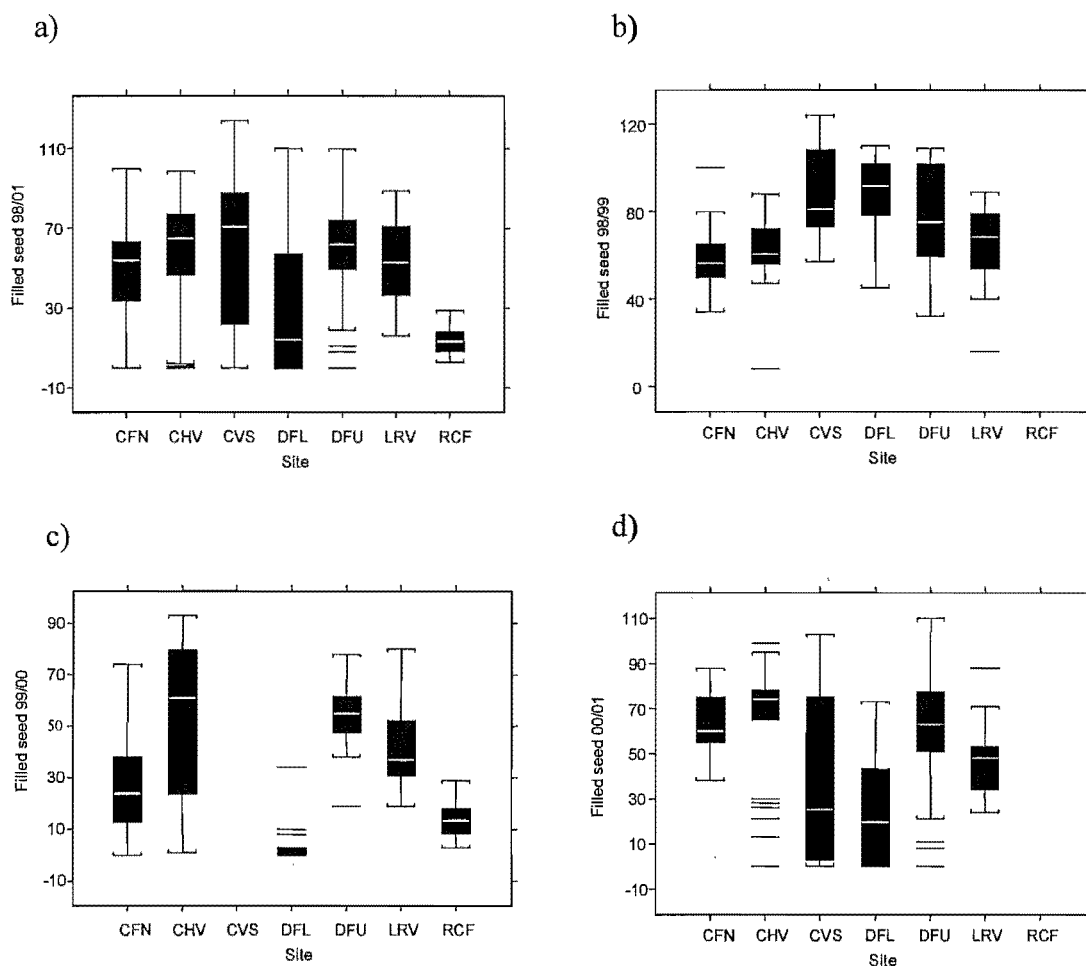 a)
Filled seed 98/01
110
70
30
-10
CFN CHV CVS DFL DFU LRV RCF
Site
b)
Filled seed 98/99
120
80
40
0
CFN CHV CVS DFL DFU LRV RCF
Site
c)
Filled seed 99/00
90
70
50
30
10
-10
CFN CHV CVS DFL DFU LRV RCF
Site
d)
Filled seed 00/01
110
90
70
50
30
10
-10
CFN CHV CVS DFL DFU LRV RCF
Site